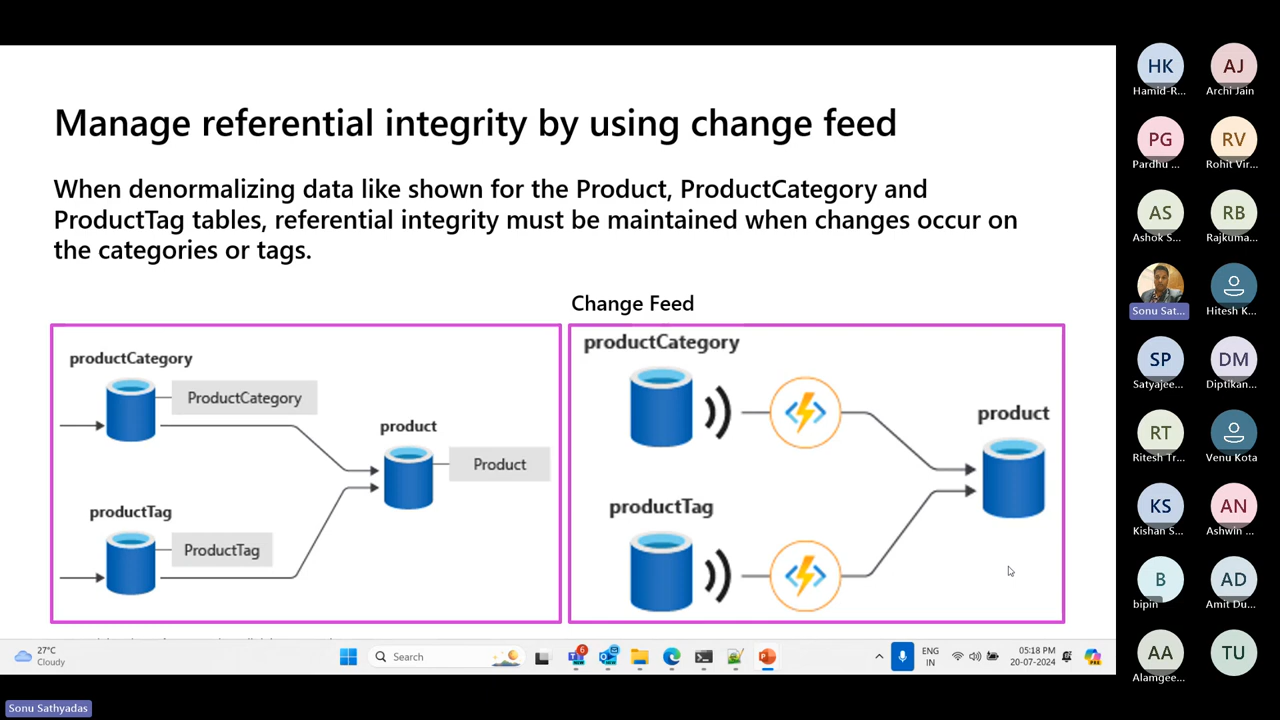 Manage referential integrity by using change feed
When denormalizing data like shown for the Product, ProductCategory and
ProductTag tables, referential integrity must be maintained when changes occur on
the categories or tags.
Change Feed
productCategory
ProductCategory
product
Product
productTag
ProductTag
productCategory
product
productTag
HK
Hamid-R...
AJ
Archi Jain
PG
Pardhu ...
RV
Rohit Vir...
AS
Ashok S...
RB
Rajkuma...
Sonu Sat...
Hitesh K...
SP
Satyajee...
DM
Diptikan...
RT
Ritesh Tr...
Venu Kota
KS
Kishan S...
AN
Ashwin ...
B
bipin
AD
Amit Du...
AA
Alamgee...
TU
27°C
Cloudy
Search
6
ENG
IN
05:18 PM
20-07-2024
Sonu Sathyadas